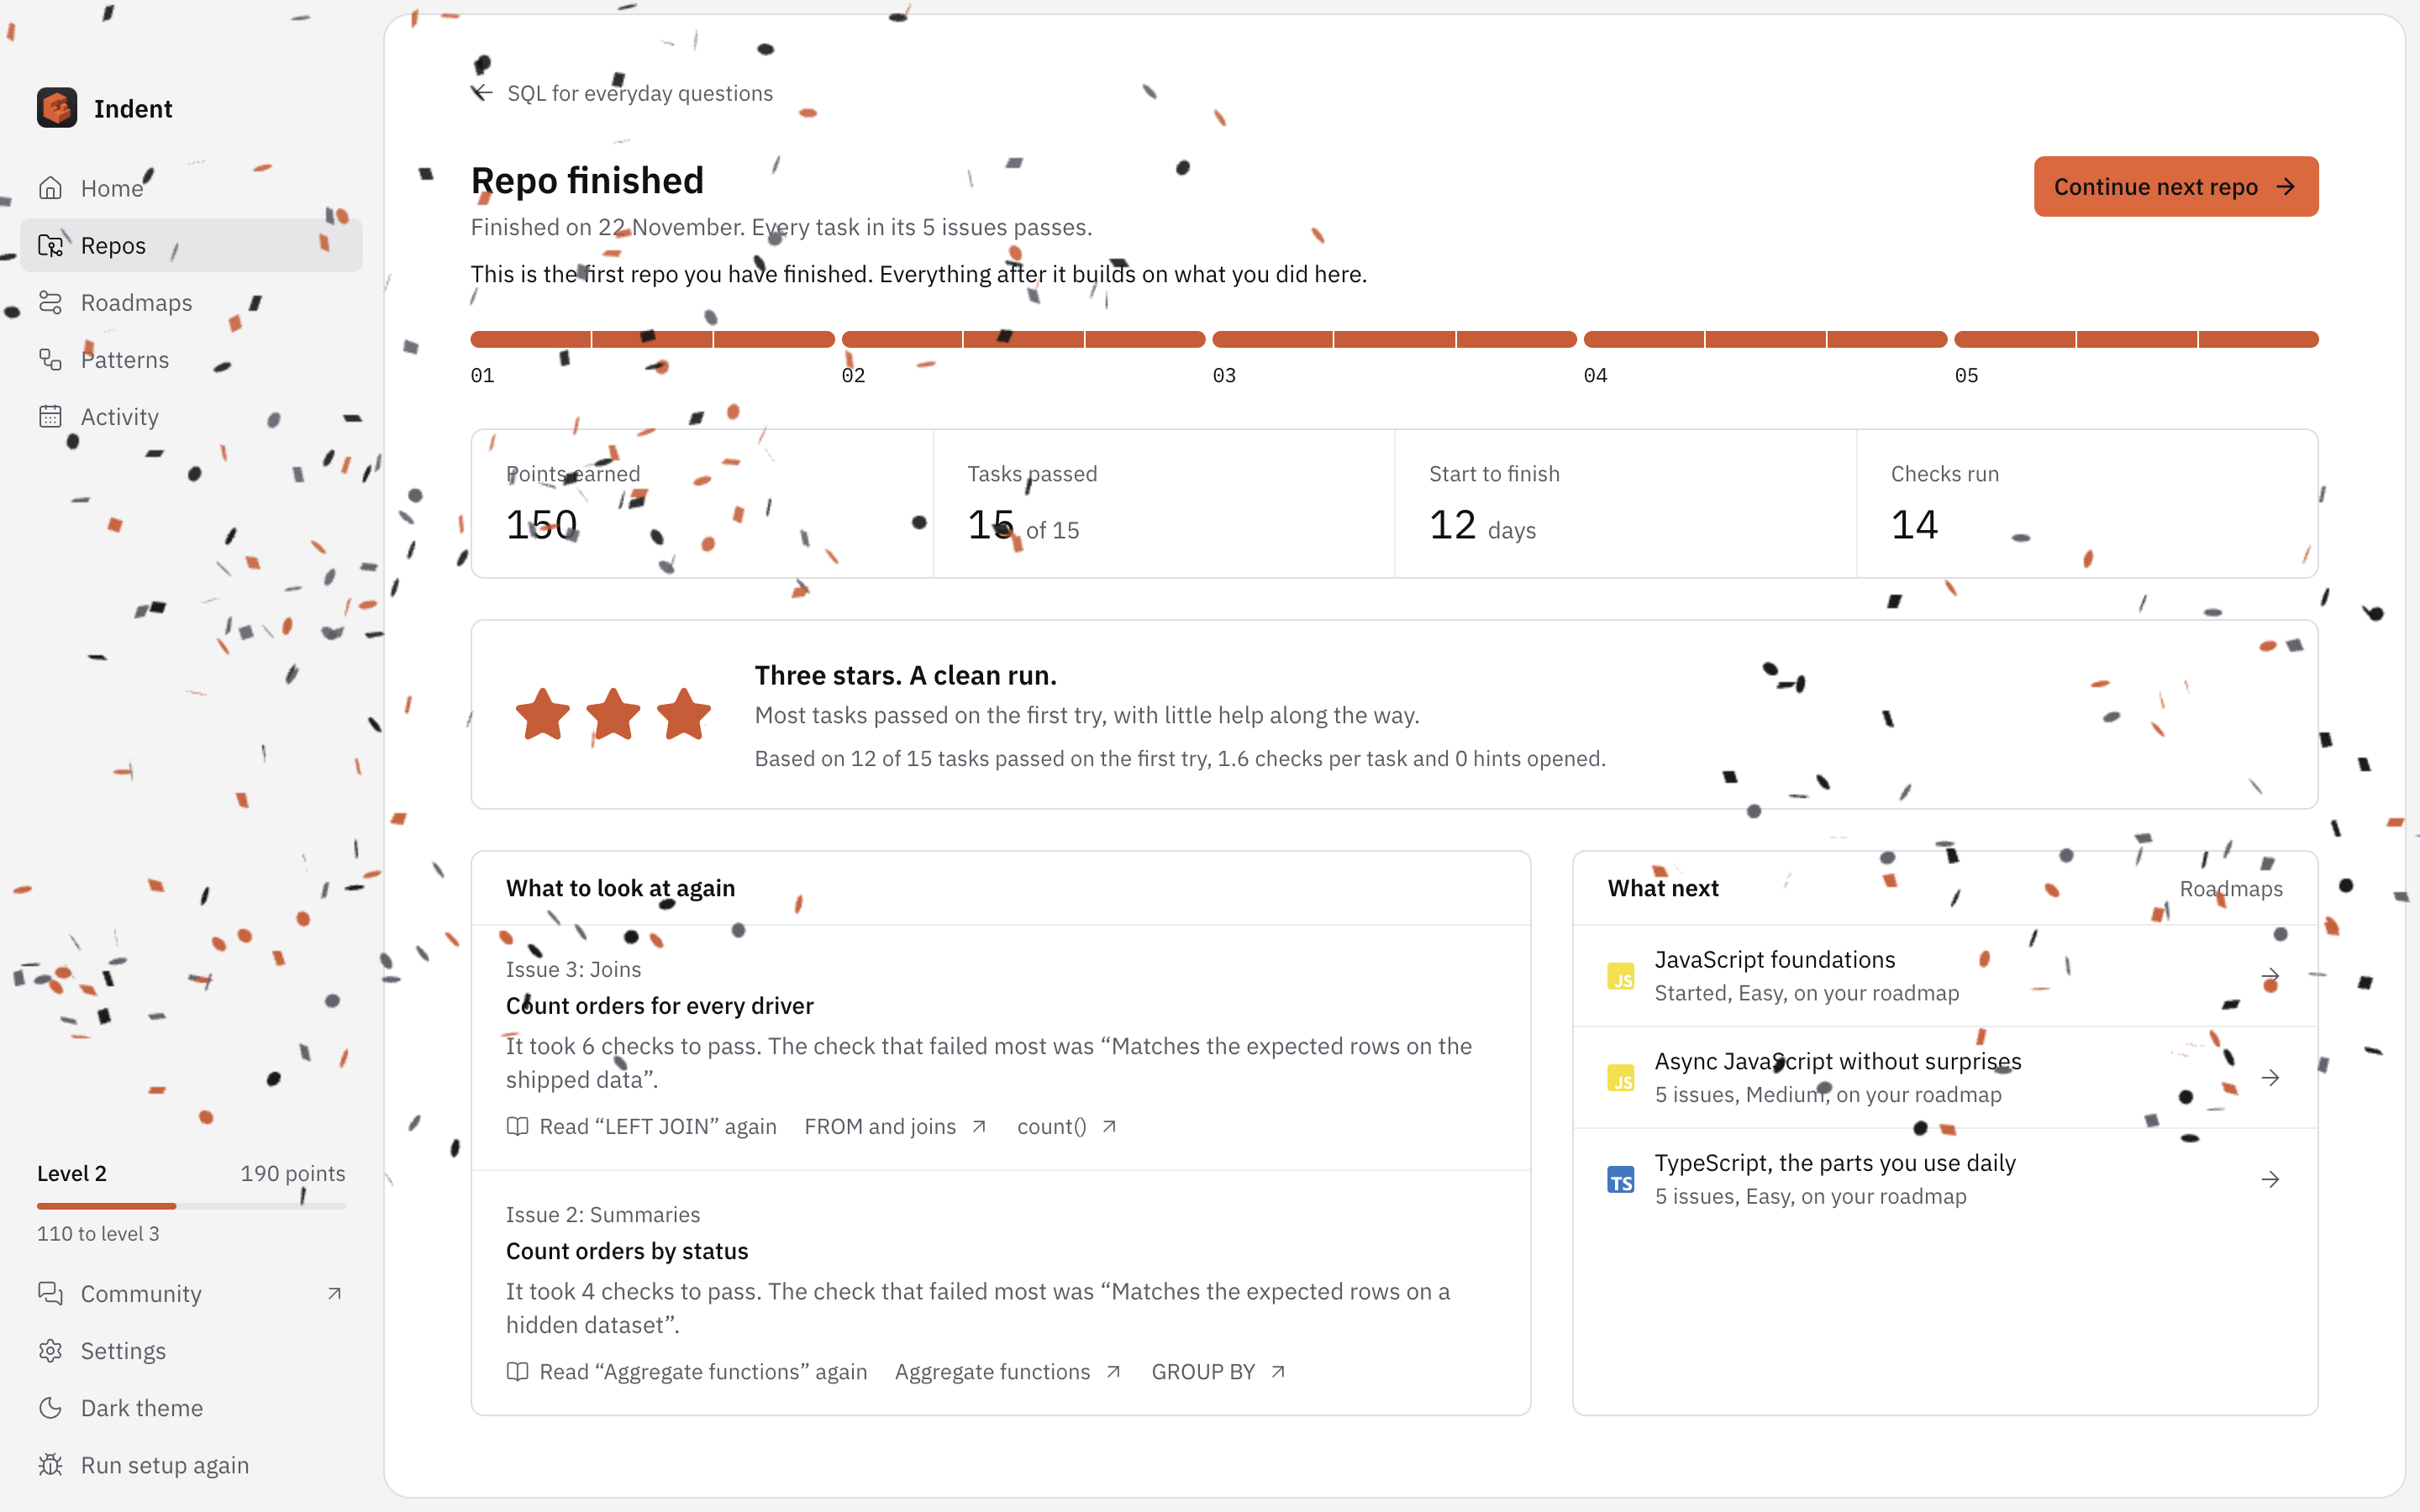 Indent
Home
Repos
Roadmaps
Patterns
Activity
Level 2
190 points
110 to level 3
Community
Settings
Dark theme
Run setup again
SQL for everyday questions
Repo finished
Continue next repo
Finished on 22 November. Every task in its 5 issues passes.
This is the first repo you have finished. Everything after it builds on what you did here.
01
02
03
04
05
Points earned
150
Tasks passed
15 of 15
Start to finish
12 days
Checks run
14
Three stars. A clean run.
Most tasks passed on the first try, with little help along the way.
Based on 12 of 15 tasks passed on the first try, 1.6 checks per task and 0 hints opened.
What to look at again
Issue 3: Joins
Count orders for every driver
It took 6 checks to pass. The check that failed most was “Matches the expected rows on the
shipped data”.
Read “LEFT JOIN” again
FROM and joins
count()
Issue 2: Summaries
Count orders by status
It took 4 checks to pass. The check that failed most was “Matches the expected rows on a
hidden dataset”.
Read “Aggregate functions” again
Aggregate functions
GROUP BY
What next
Roadmaps
JS
JavaScript foundations
Started, Easy, on your roadmap
JS
Async JavaScript without surprises
5 issues, Medium, on your roadmap
TS
TypeScript, the parts you use daily
5 issues, Easy, on your roadmap